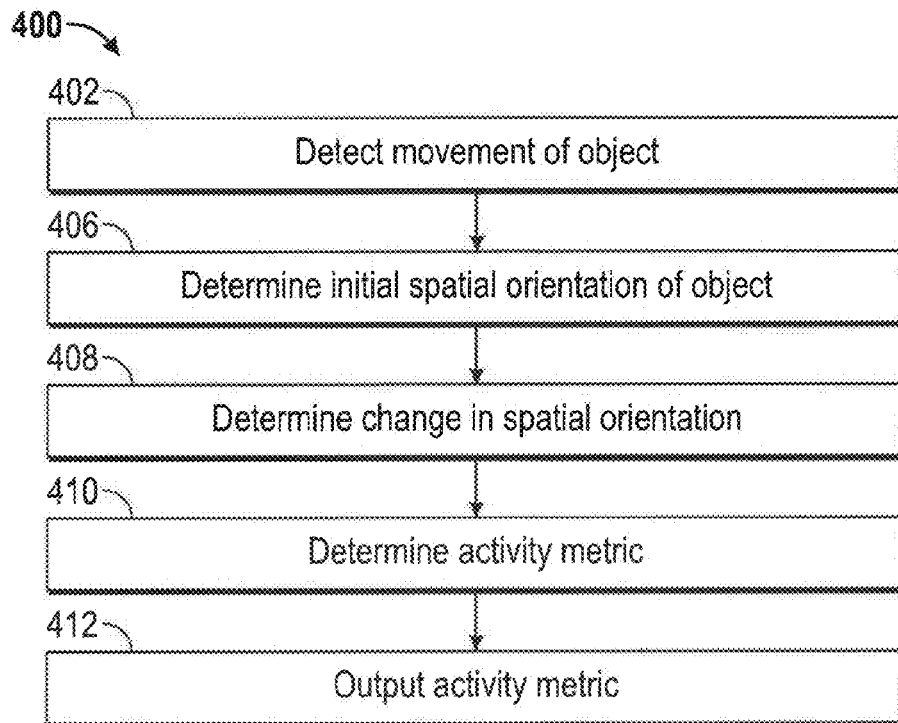 400
402
Detect movement of object
406
Determine initial spatial orientation of object
408
Determine change in spatial orientation
410
Determine activity metric
412
Output activity metric